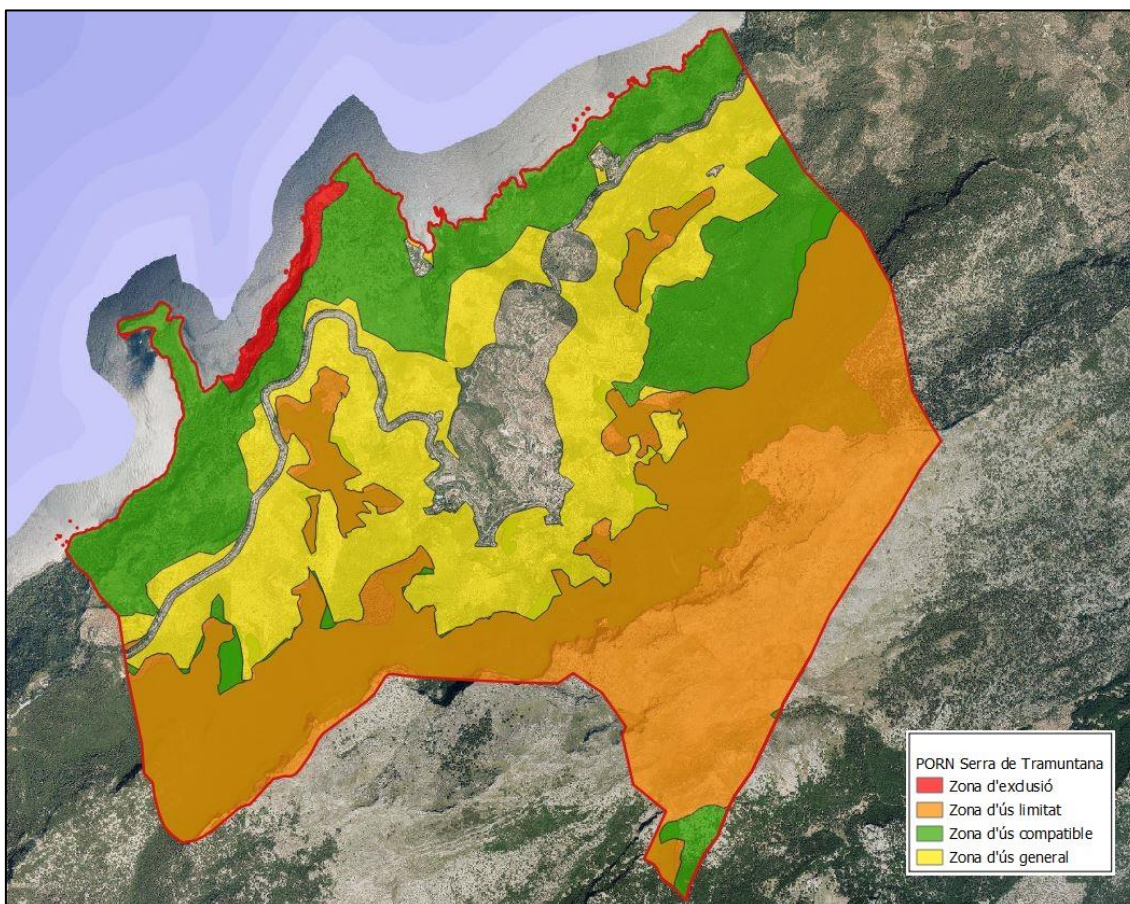 PORN Serra de Tramuntana
Zona d'exclusió
Zona d'ús limitat
Zona d'ús compatible
Zona d'ús general